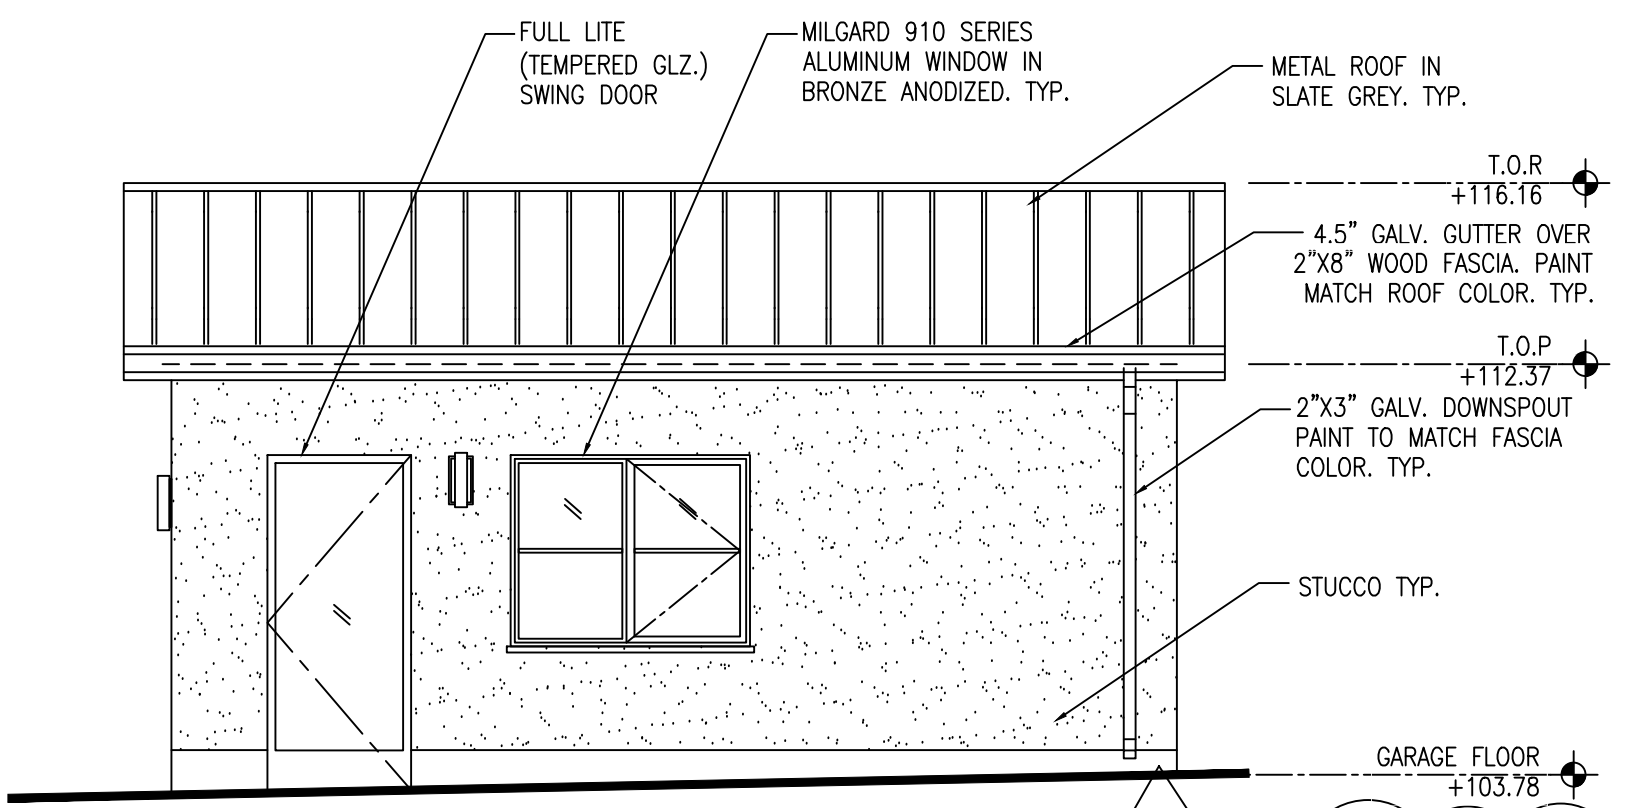 FULL LITE
(TEMPERED GLZ.)
SWING DOOR
MILGARD 910 SERIES
ALUMINUM WINDOW IN
BRONZE ANODIZED. TYP.
METAL ROOF IN
SLATE GREY. TYP.
T.O.R
+116.16
4.5" GALV. GUTTER OVER
2"X8" WOOD FASCIA. PAINT
MATCH ROOF COLOR. TYP.
T.O.P
+112.37
2"X3" GALV. DOWNSPOUT
PAINT TO MATCH FASCIA
COLOR. TYP.
STUCCO TYP.
GARAGE FLOOR
+103.78